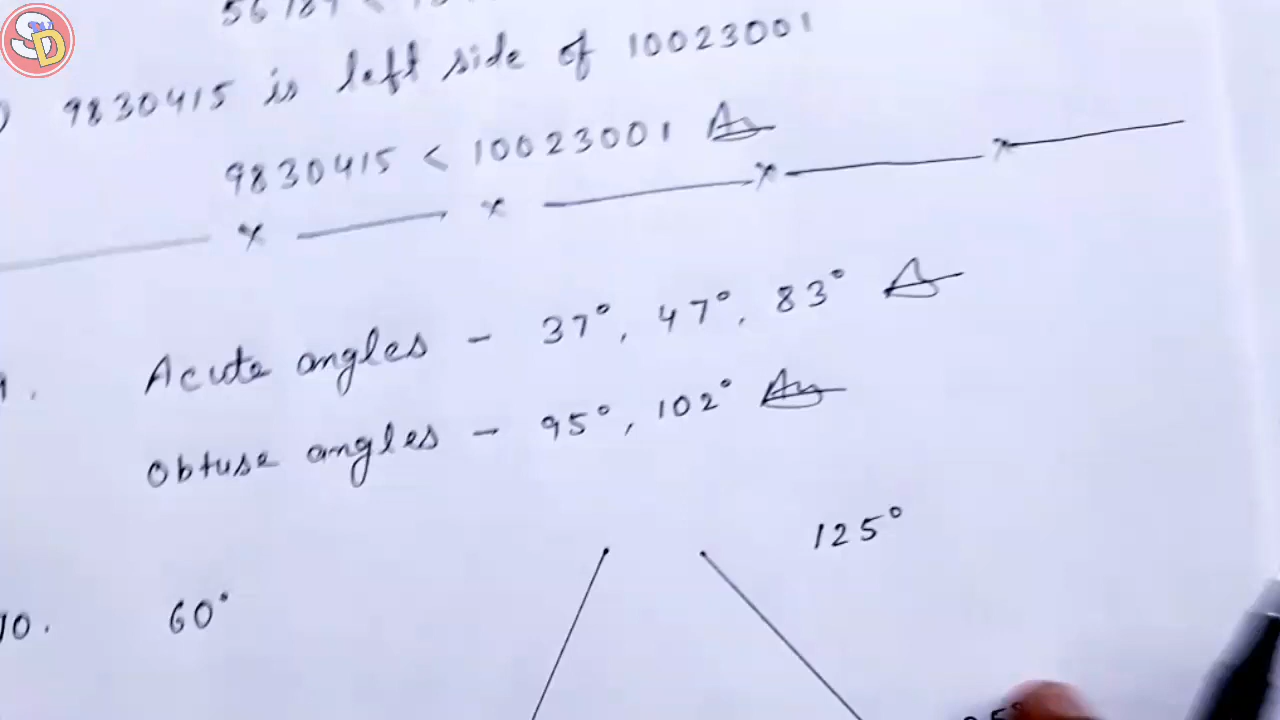 SD
9830415 is left side of 10023001
9830415 < 10023001 Ans
x x x x
Acute angles - 37°, 47°, 83° A
Obtuse angles - 95°, 102° Ans
125°
10. 60°